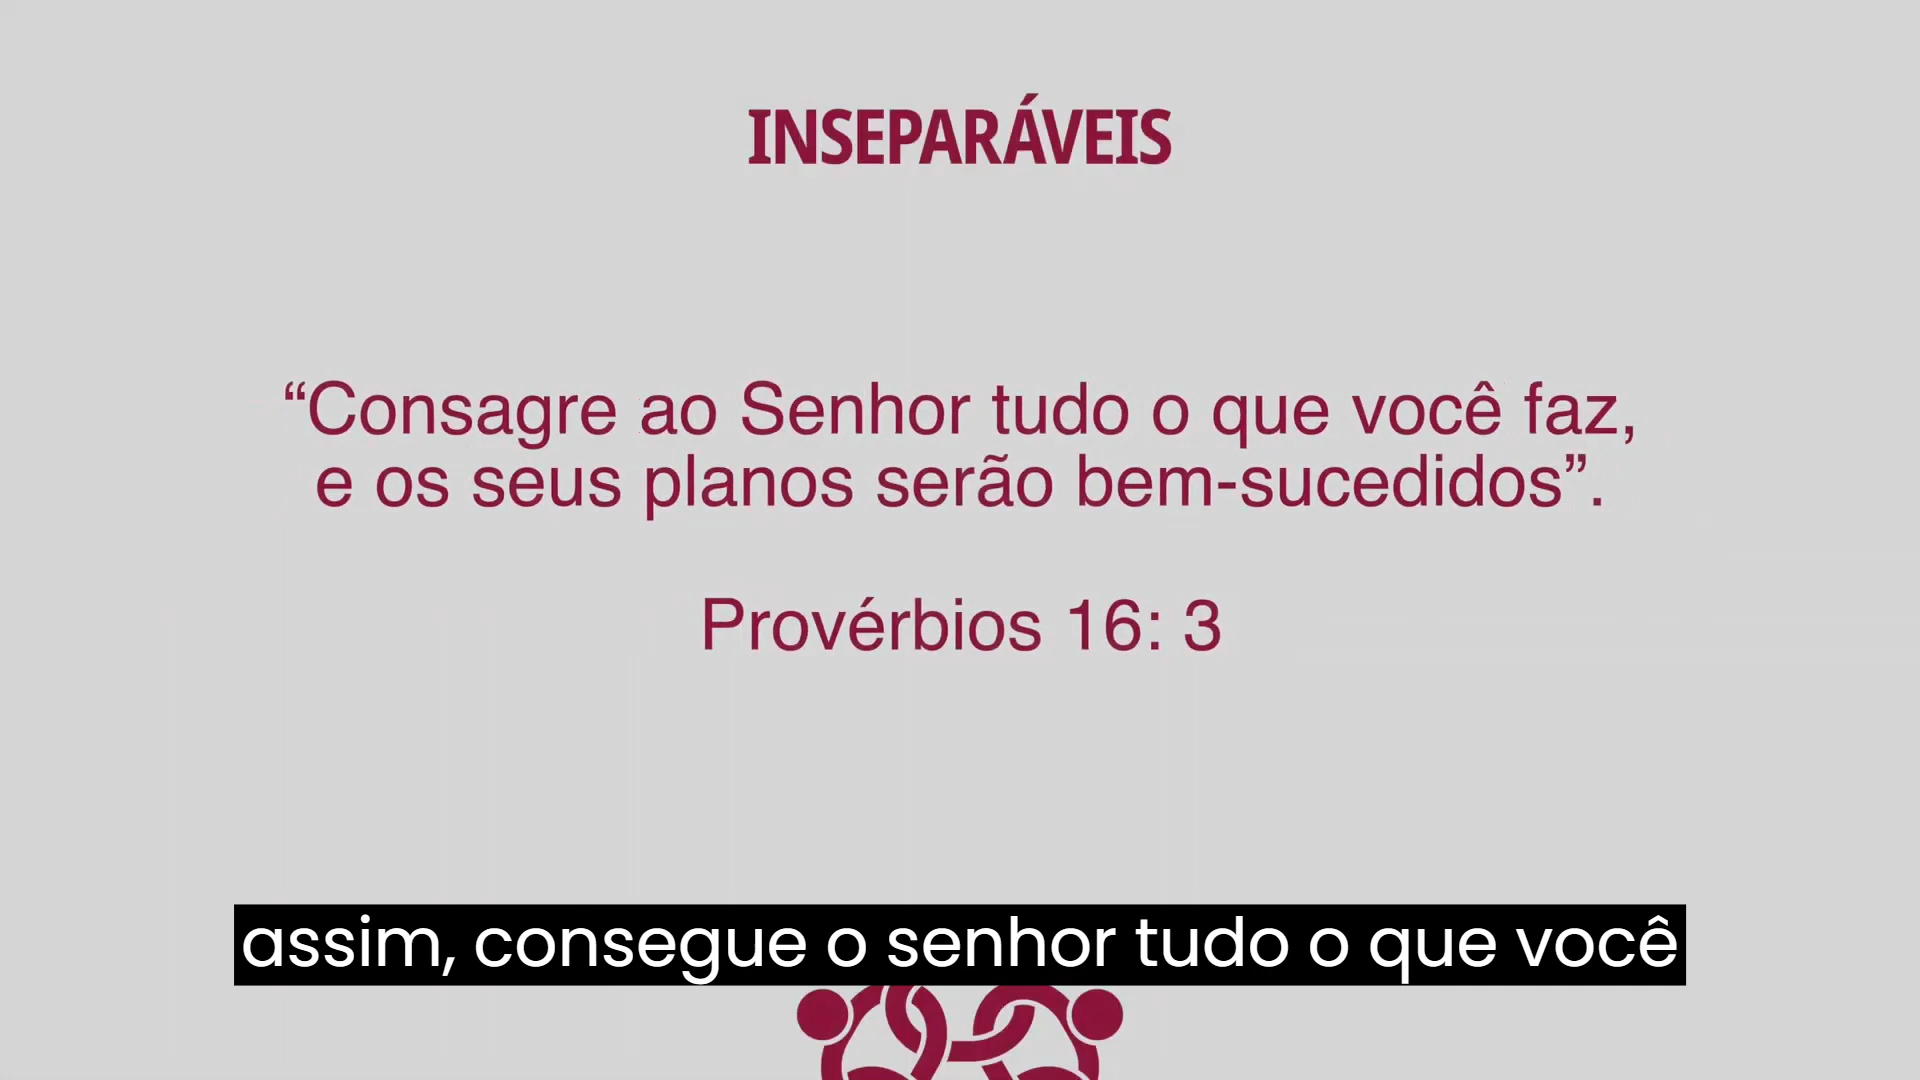 INSEPARÁVEIS
“Consagre ao Senhor tudo o que você faz,
e os seus planos serão bem-sucedidos”.
Provérbios 16: 3
assim, consegue o senhor tudo o que você